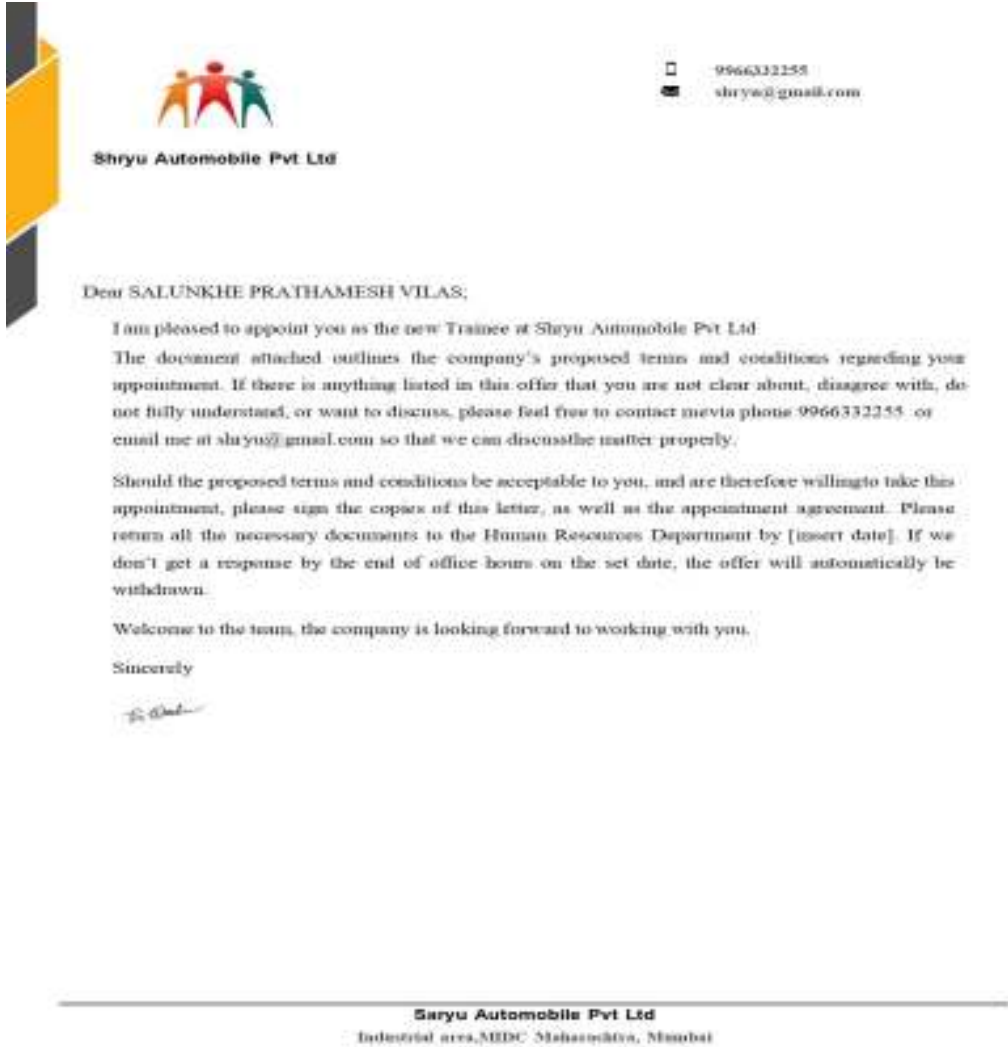 9966332255
shryu@gmail.com
Shryu Automobile Pvt Ltd
Dear SALUNKHE PRATHAMESH VILAS;
I am pleased to appoint you as the new Trainee at Shryu Automobile Pvt Ltd
The document attached outlines the company's proposed terms and conditions regarding your
appointment. If there is anything listed in this offer that you are not clear about, disagree with, do
not fully understand, or want to discuss, please feel free to contact mevia phone 9966332255 or
email me at shryu@gmail.com so that we can discussthe matter properly.
Should the proposed terms and conditions be acceptable to you, and are therefore willingto take this
appointment, please sign the copies of this letter, as well as the appointment agreement. Please
return all the necessary documents to the Human Resources Department by [insert date]. If we
don't get a response by the end of office hours on the set date, the offer will automatically be
withdrawn.
Welcome to the team, the company is looking forward to working with you.
Sincerely
Saryu Automobile Pvt Ltd
Industrial area,MIDC Mumbai